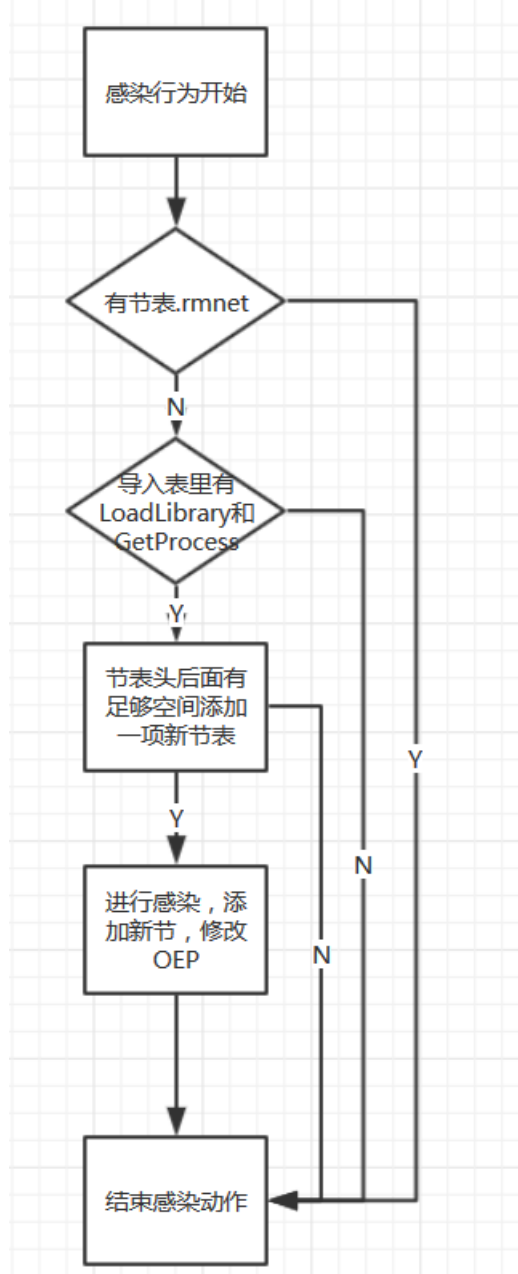 感染行为开始
有节表.rmnet
N
导入表里有
LoadLibrary和
GetProcess
Y
节表头后面有
足够空间添加
一项新节表
Y
Y
N
进行感染，添
加新节，修改
OEP
N
结束感染动作